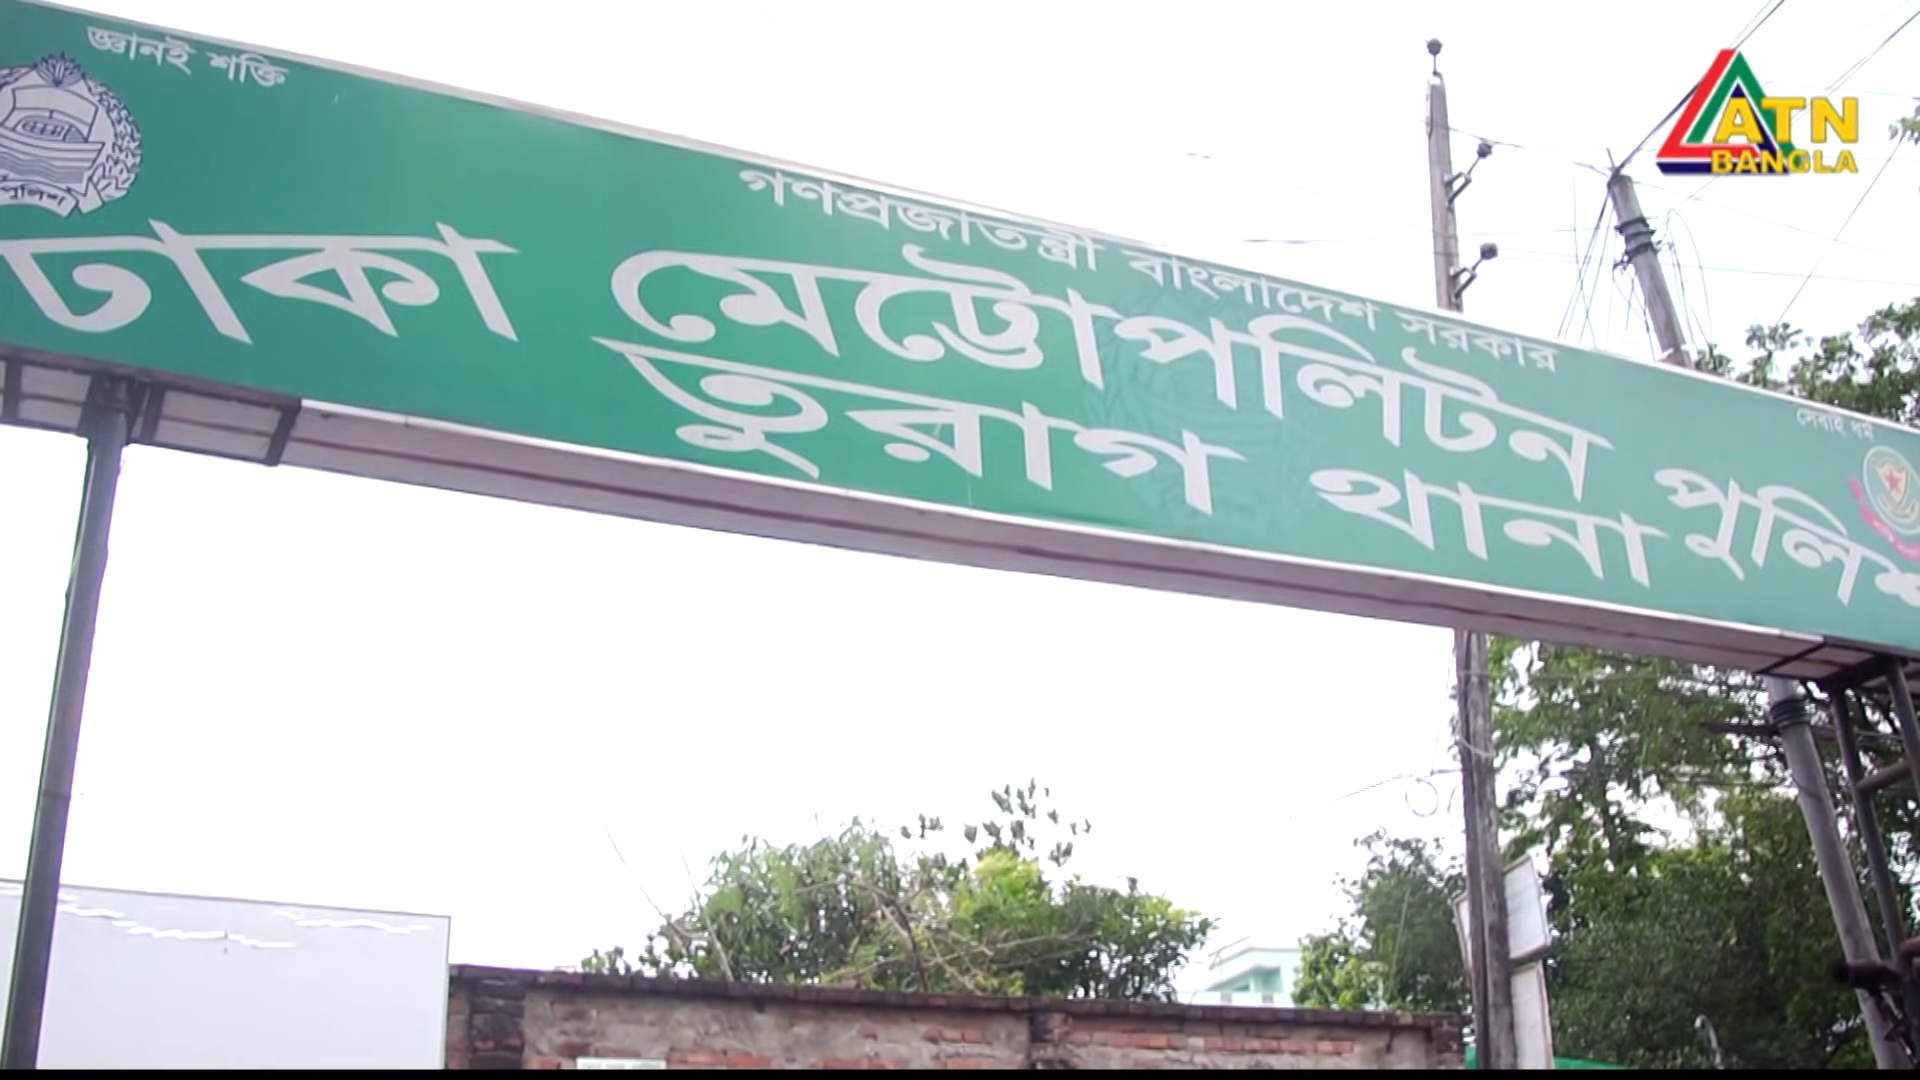 জ্ঞানই শক্তি
পুলিশ
গণপ্রজাতন্ত্রী বাংলাদেশ সরকার
ঢাকা মেট্টোপলিটন পুলিশ
তুরাগ থানা
সেবাই ধর্ম
ATN
BANGLA